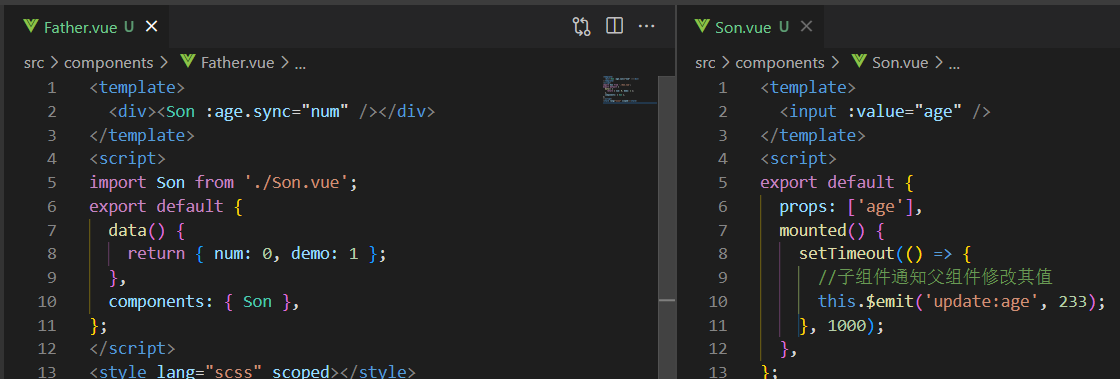 Father.vue U
src > components > Father.vue > ...
1 <template>
2 <div><Son :age.sync="num" /></div>
3 </template>
4 <script>
5 import Son from './Son.vue';
6 export default {
7 data() {
8 return { num: 0, demo: 1 };
9 },
10 components: { Son },
11 };
12 </script>
13 <style lang="scss" scoped></style>
Son.vue U
src > components > Son.vue > ...
1 <template>
2 <input :value="age" />
3 </template>
4 <script>
5 export default {
6 props: ['age'],
7 mounted() {
8 setTimeout(() => {
9 //子组件通知父组件修改其值
10 this.$emit('update:age', 233);
11 }, 1000);
12 },
13 };